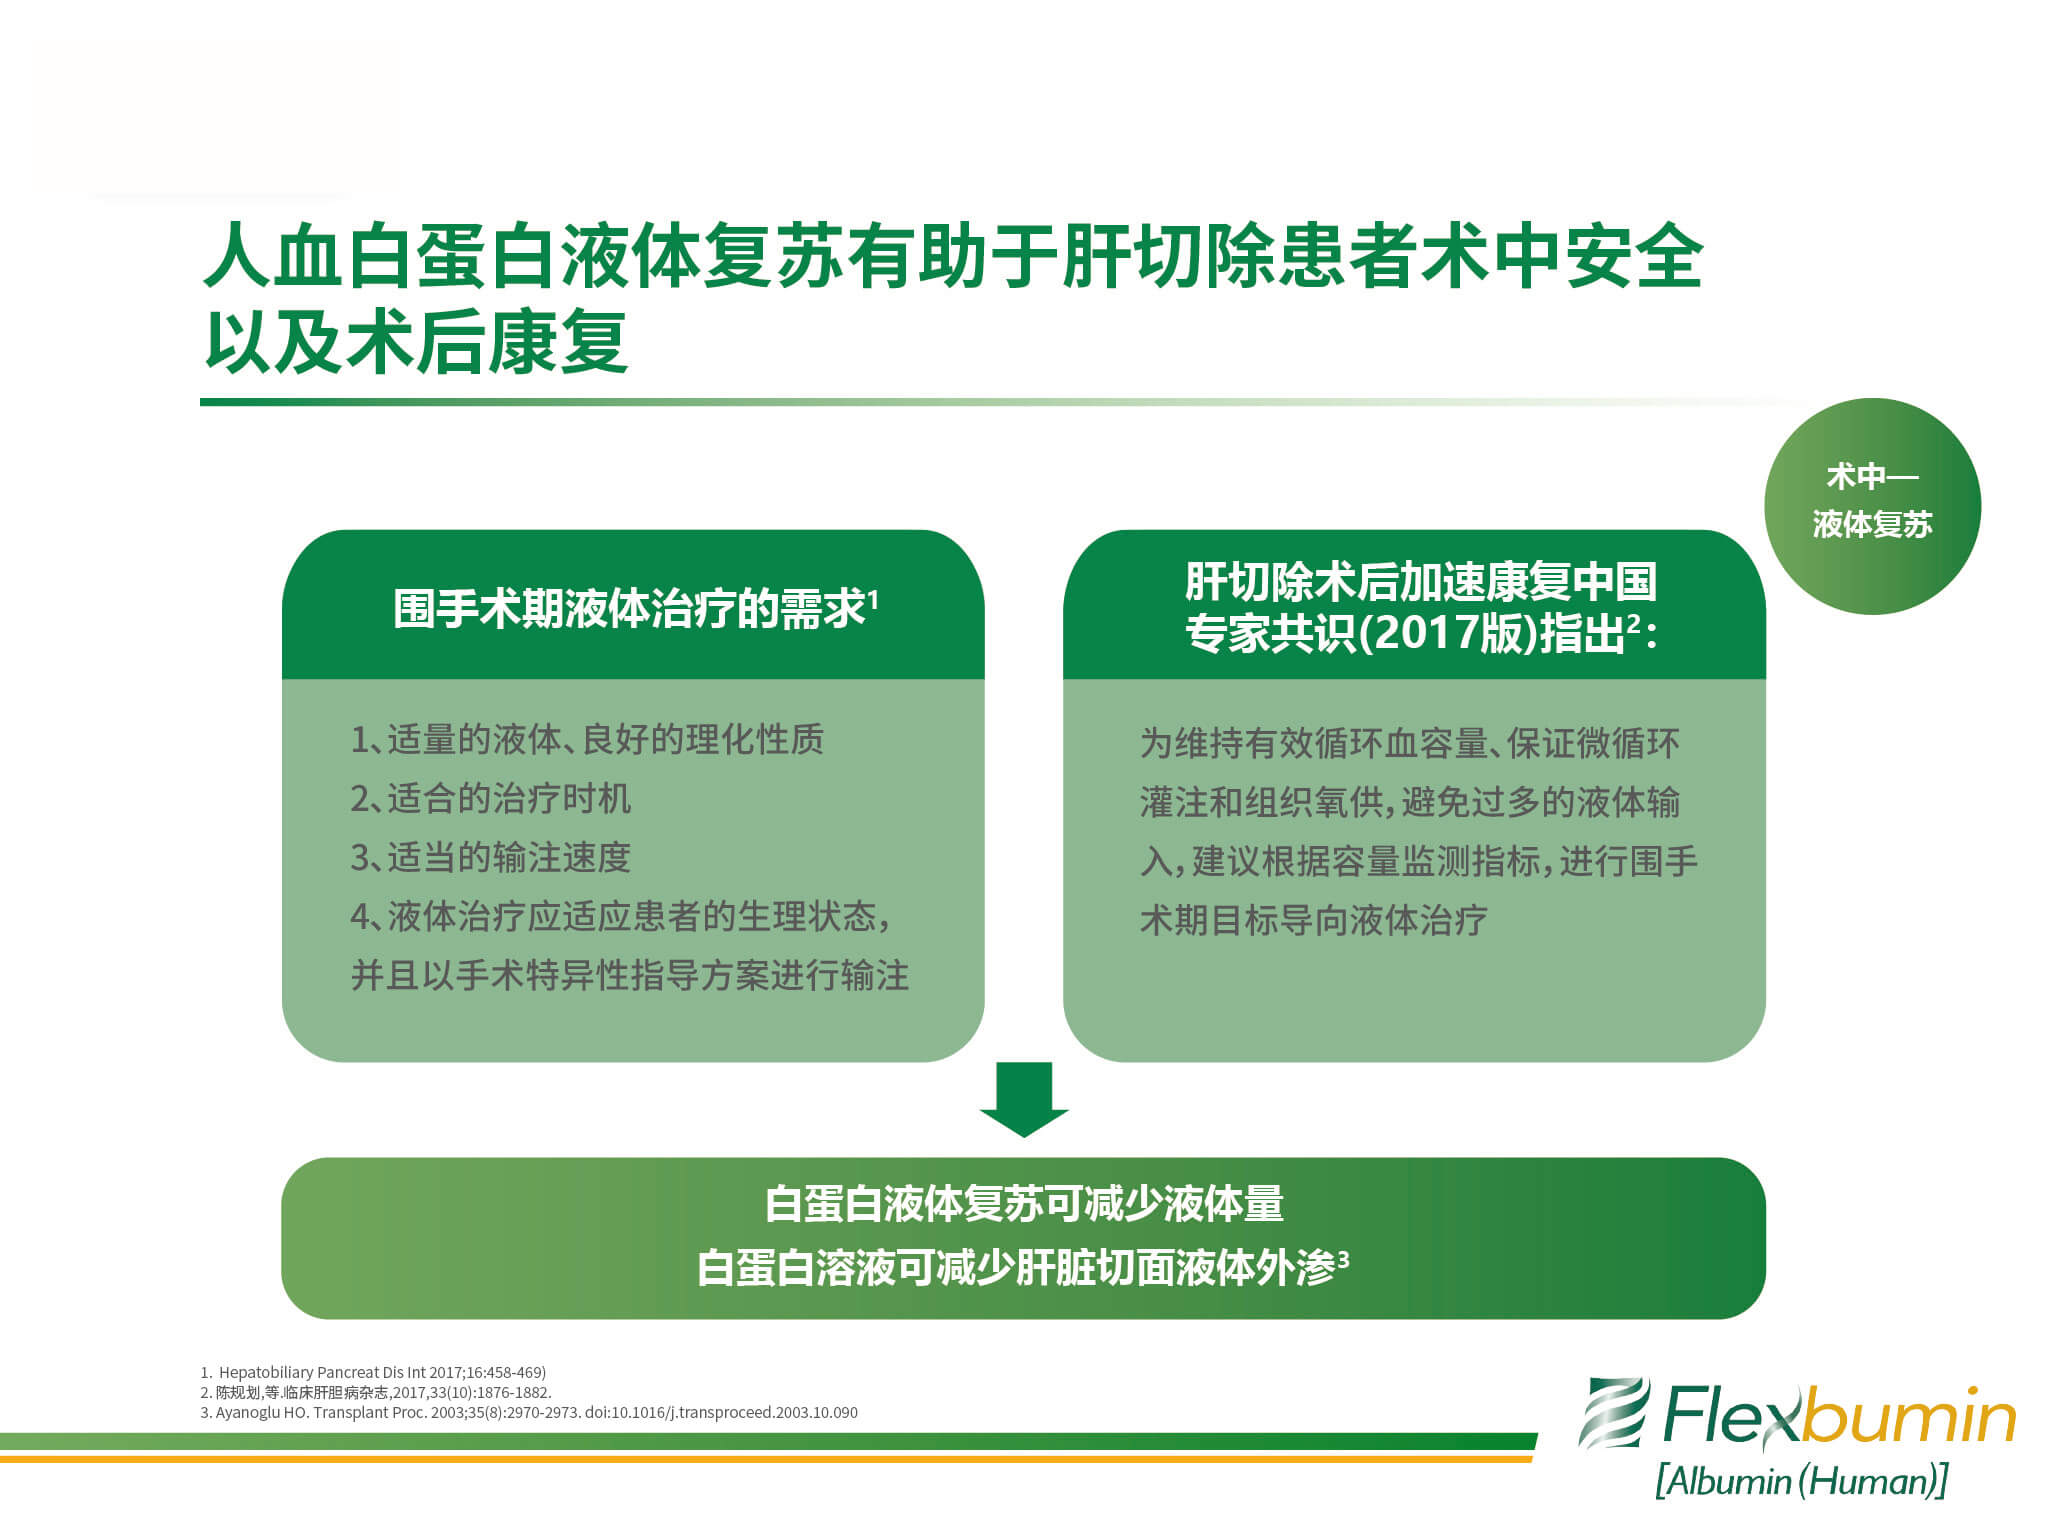 人血白蛋白液体复苏有助于肝切除患者术中安全
以及术后康复
术中—
液体复苏
围手术期液体治疗的需求¹
1、适量的液体、良好的理化性质
2、适合的治疗时机
3、适当的输注速度
4、液体治疗应适应患者的生理状态，
并且以手术特异性指导方案进行输注
肝切除术后加速康复中国
专家共识(2017版)指出²：
为维持有效循环血容量、保证微循环
灌注和组织氧供，避免过多的液体输
入，建议根据容量监测指标，进行围手
术期目标导向液体治疗
白蛋白液体复苏可减少液体量
白蛋白溶液可减少肝脏切面液体外渗³
1. Hepatobiliary Pancreat Dis Int 2017;16:458-469)
2. 陈规划,等.临床肝胆病杂志,2017,33(10):1876-1882.
3. Ayanoglu HO. Transplant Proc. 2003;35(8):2970-2973. doi:10.1016/j.transproceed.2003.10.090
Flexbumin
[Albumin (Human)]